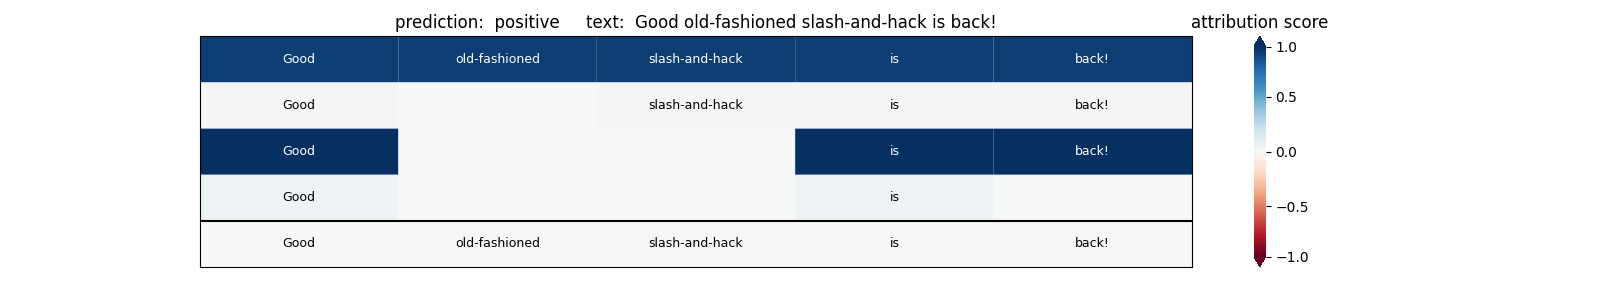 prediction:  positive     text:  Good old-fashioned slash-and-hack is back!
attribution score
Good old-fashioned slash-and-hack is back!
Good slash-and-hack is back!
Good is back!
Good is
Good old-fashioned slash-and-hack is back!
1.0
0.5
0.0
−0.5
−1.0